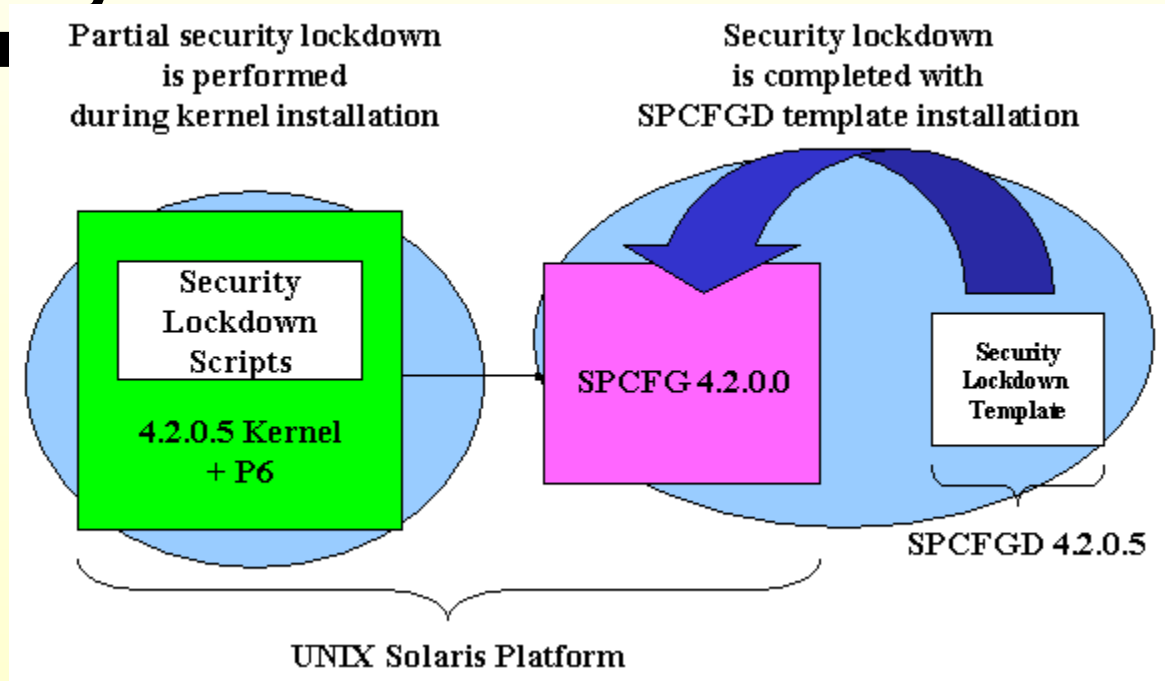 Partial security lockdown
is performed
during kernel installation
Security lockdown
is completed with
SPCFGD template installation
Security
Lockdown
Scripts
4.2.0.5 Kernel
+ P6
SPCFG 4.2.0.0
Security
Lockdown
Template
SPCFGD 4.2.0.5
UNIX Solaris Platform